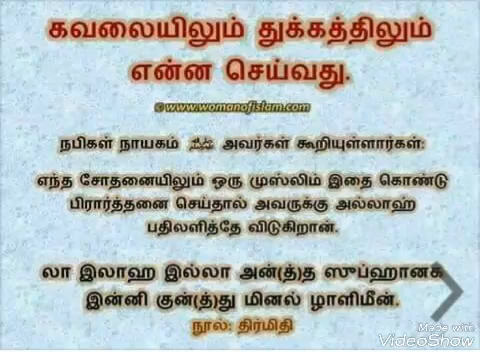 கவலையிலும் துக்கத்திலும்
என்ன செய்வது.
©www.womanofislam.com
நபிகள் நாயகம் ﷺ அவர்கள் கூறியுள்ளார்கள்:
எந்த சோதனையிலும் ஒரு முஸ்லிம் இதை கொண்டு
பிரார்த்தனை செய்தால் அவருக்கு அல்லாஹ்
பதிலளித்தே விடுகிறான்.
லா இலாஹ இல்லா அன்(த்)த ஸுப்ஹானக
இன்னி குன்(த்)து மினல் ழாளிமீன்.
நூல்: திர்மிதி
Made with
VideoShow